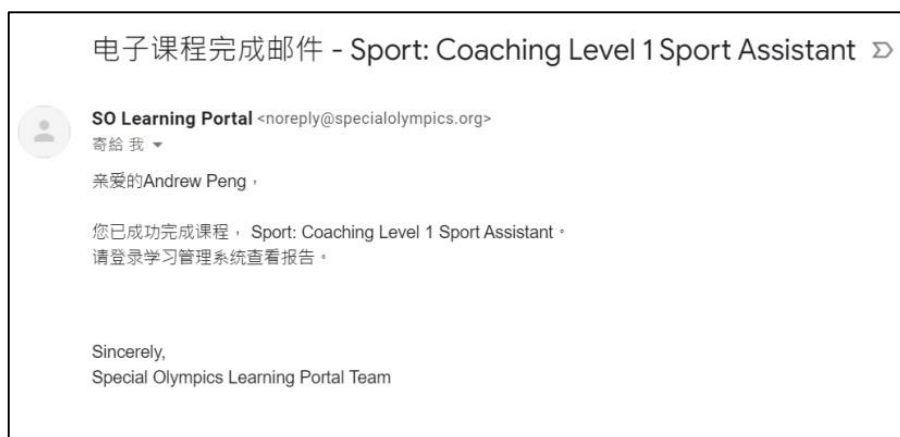 电子课程完成邮件 - Sport: Coaching Level 1 Sport Assistant
SO Learning Portal <noreply@specialolympics.org>
寄給 我
亲爱的Andrew Peng，
您已成功完成课程， Sport: Coaching Level 1 Sport Assistant。
请登录学习管理系统查看报告。
Sincerely,
Special Olympics Learning Portal Team